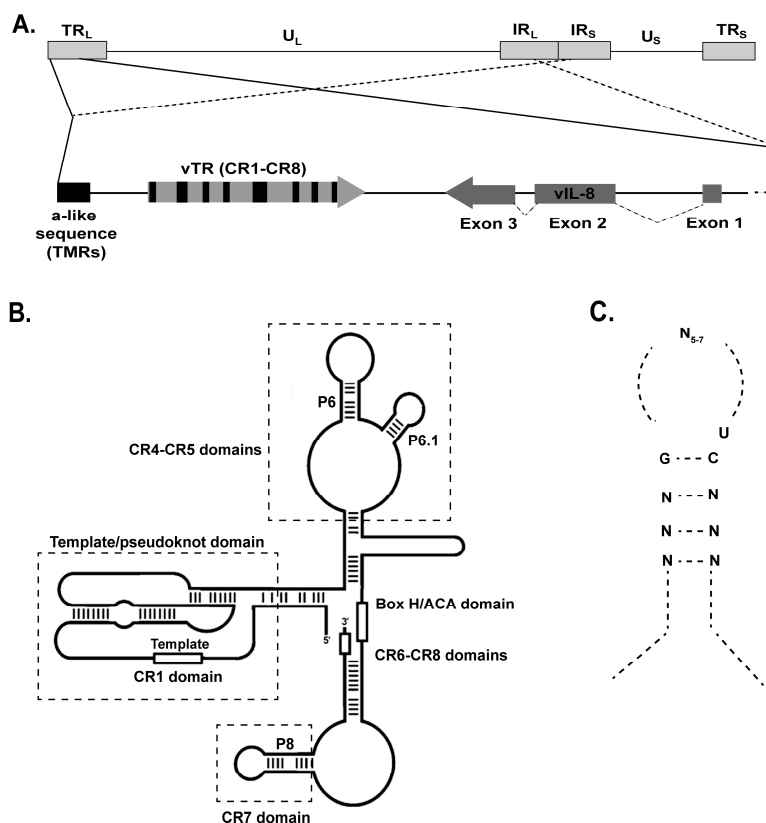 A.
TRL UL IRL IRS US TRS
vTR (CR1-CR8)
vIL-8
a-like
sequence
(TMRs)
Exon 3 Exon 2 Exon 1
B.
P6
P6.1
CR4-CR5 domains
Template/pseudoknot domain
Box H/ACA domain
Template
5'
3'
CR1 domain
CR6-CR8 domains
P8
CR7 domain
C.
N5-7
U
G C
N N
N N
N N